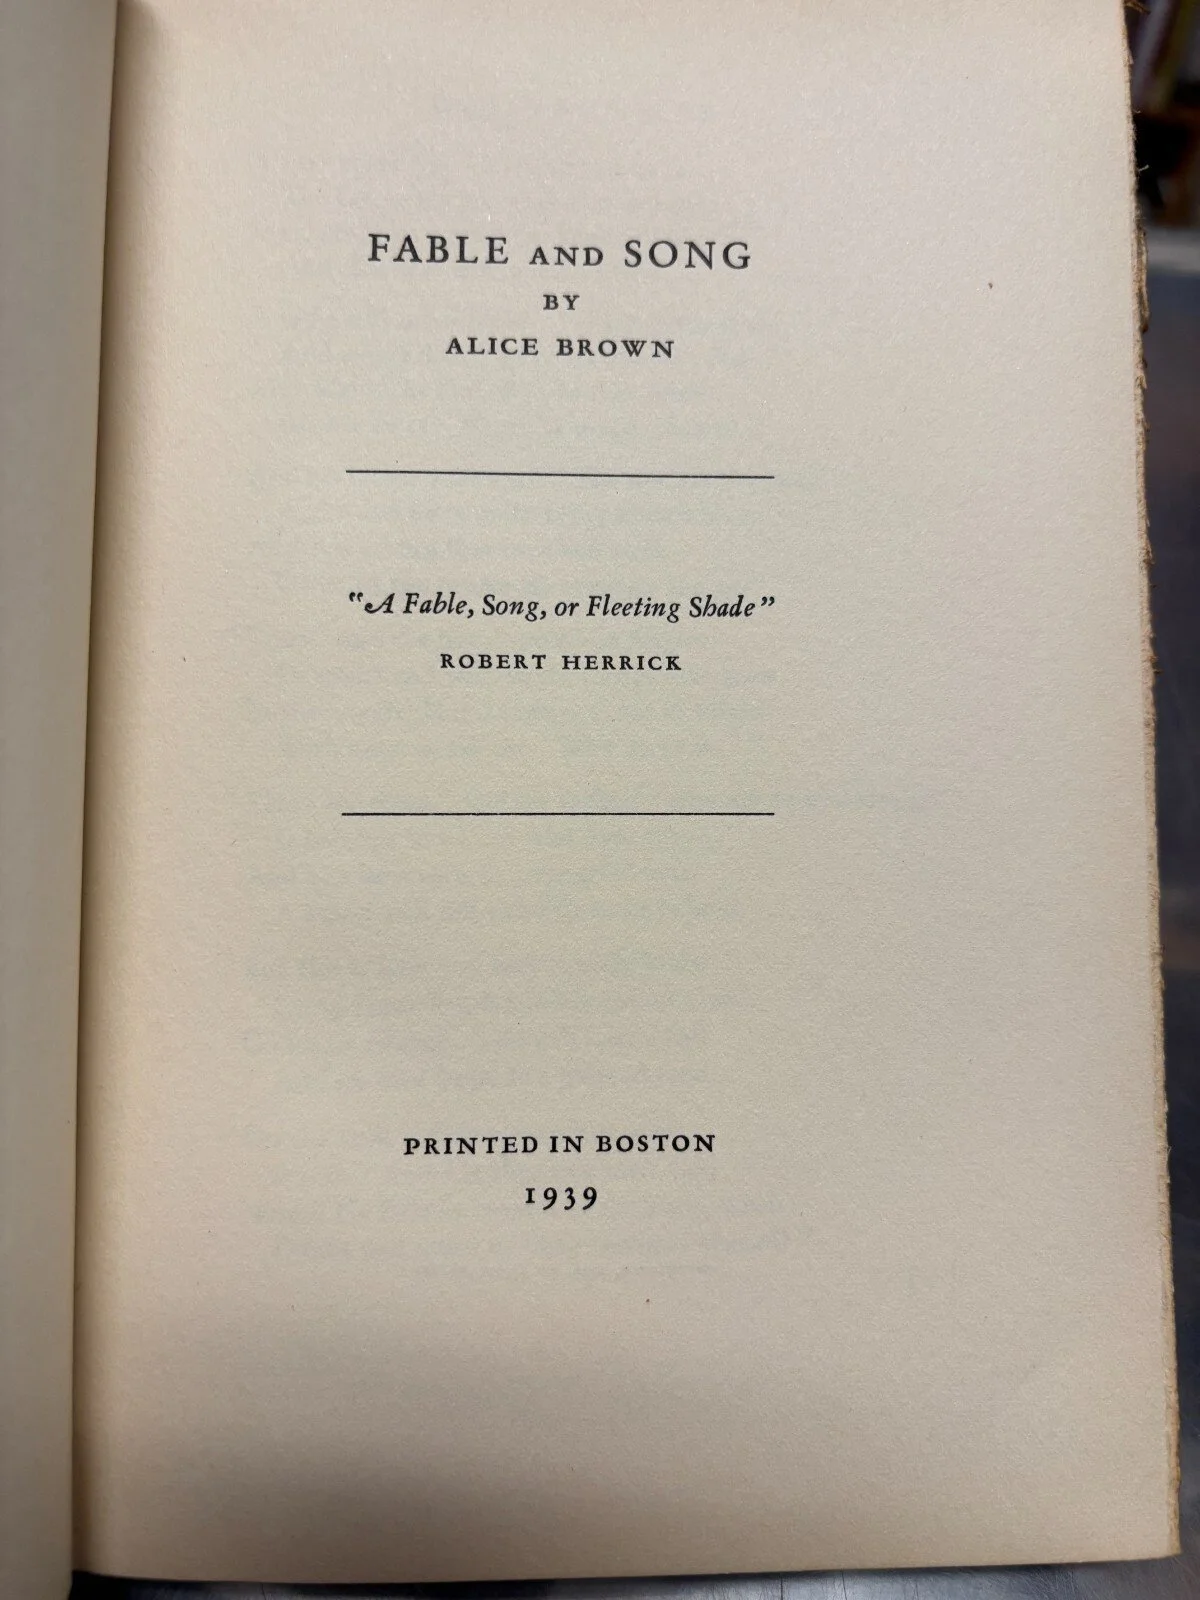 FABLE AND SONG
BY
ALICE BROWN
"A Fable, Song, or Fleeting Shade"
ROBERT HERRICK
PRINTED IN BOSTON
1939